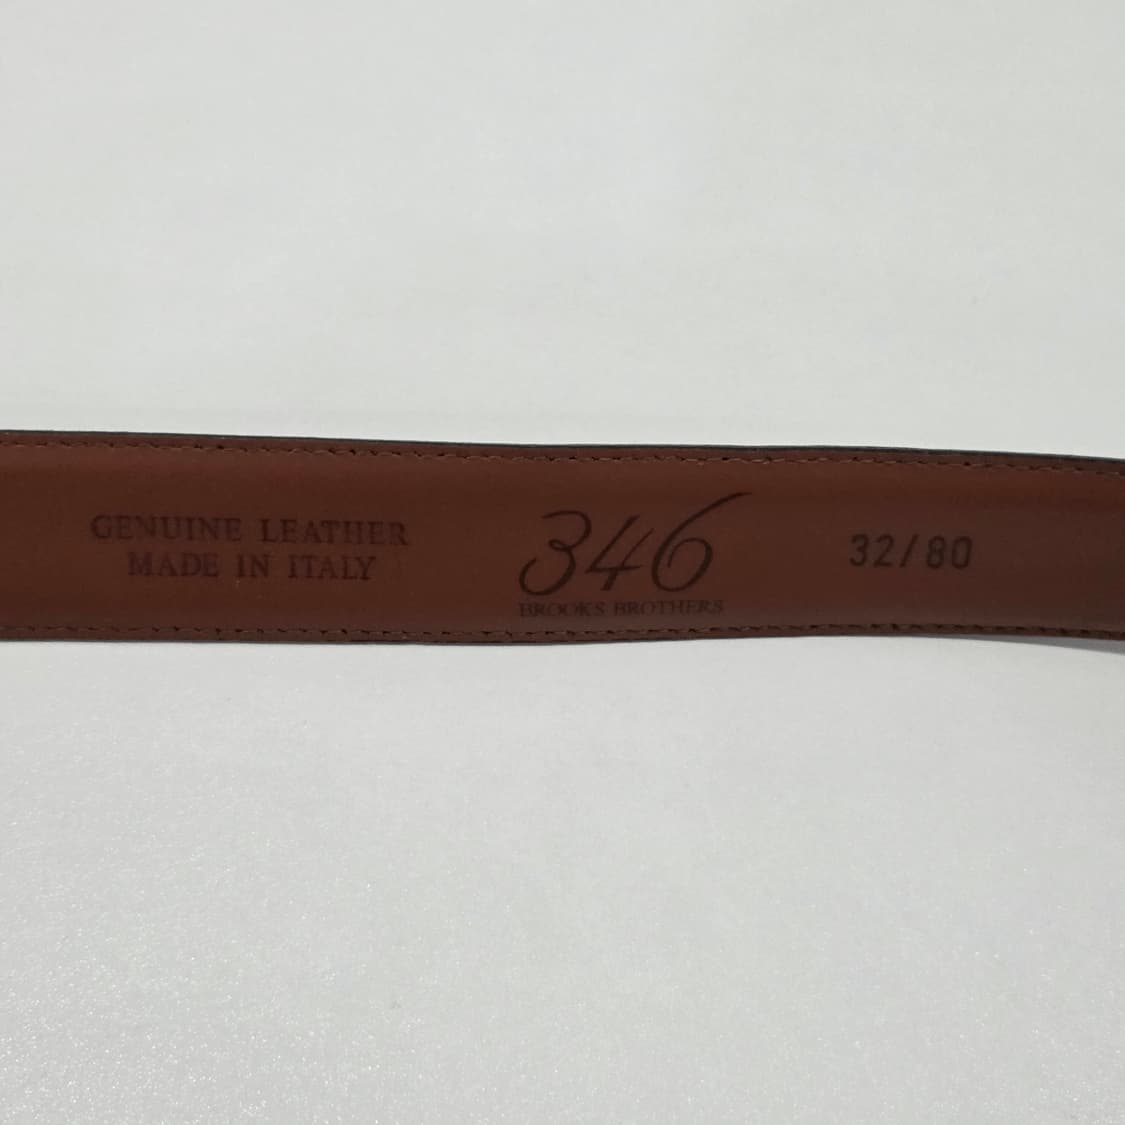 GENUINE LEATHER
MADE IN ITALY
346
BROOKS BROTHERS
32/80